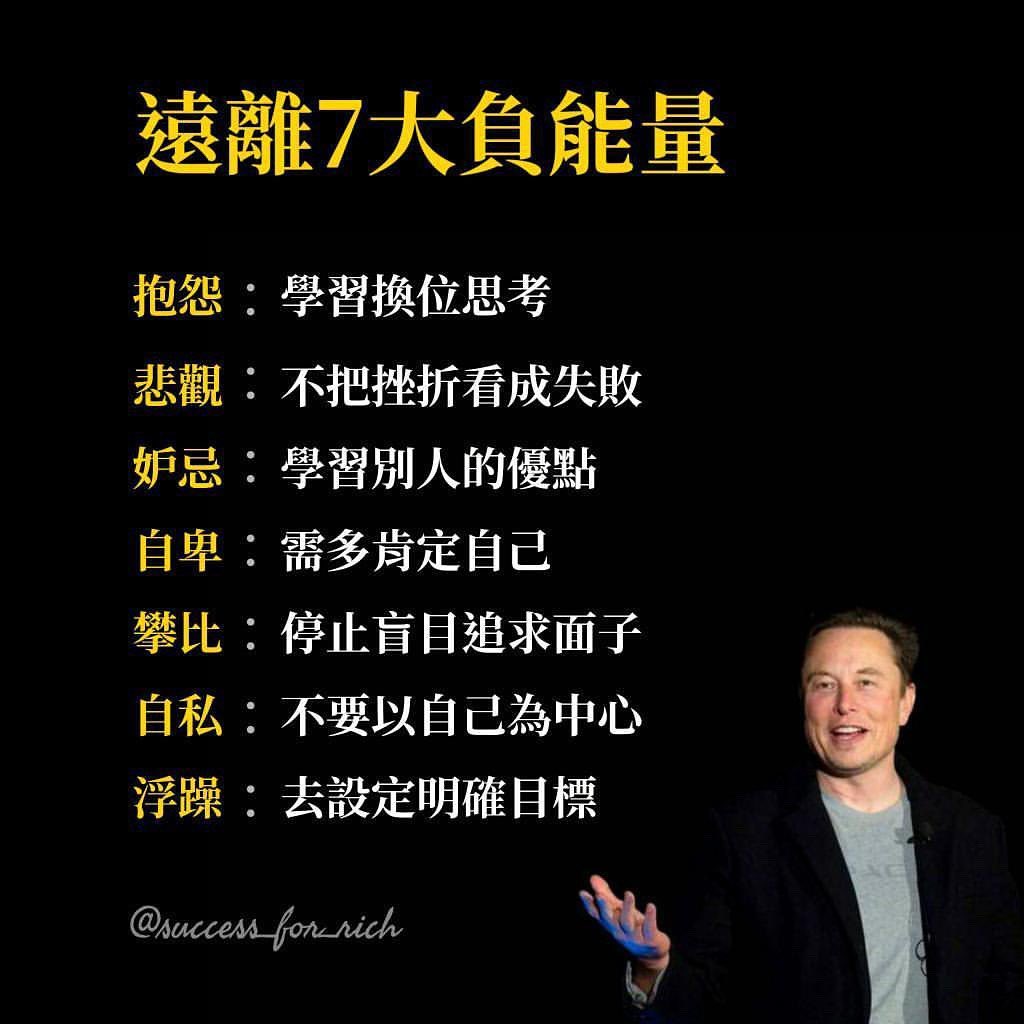 遠離7大負能量
抱怨：學習換位思考
悲觀：不把挫折看成失敗
妒忌：學習別人的優點
自卑：需多肯定自己
攀比：停止盲目追求面子
自私：不要以自己為中心
浮躁：去設定明確目標
@success_for_rich